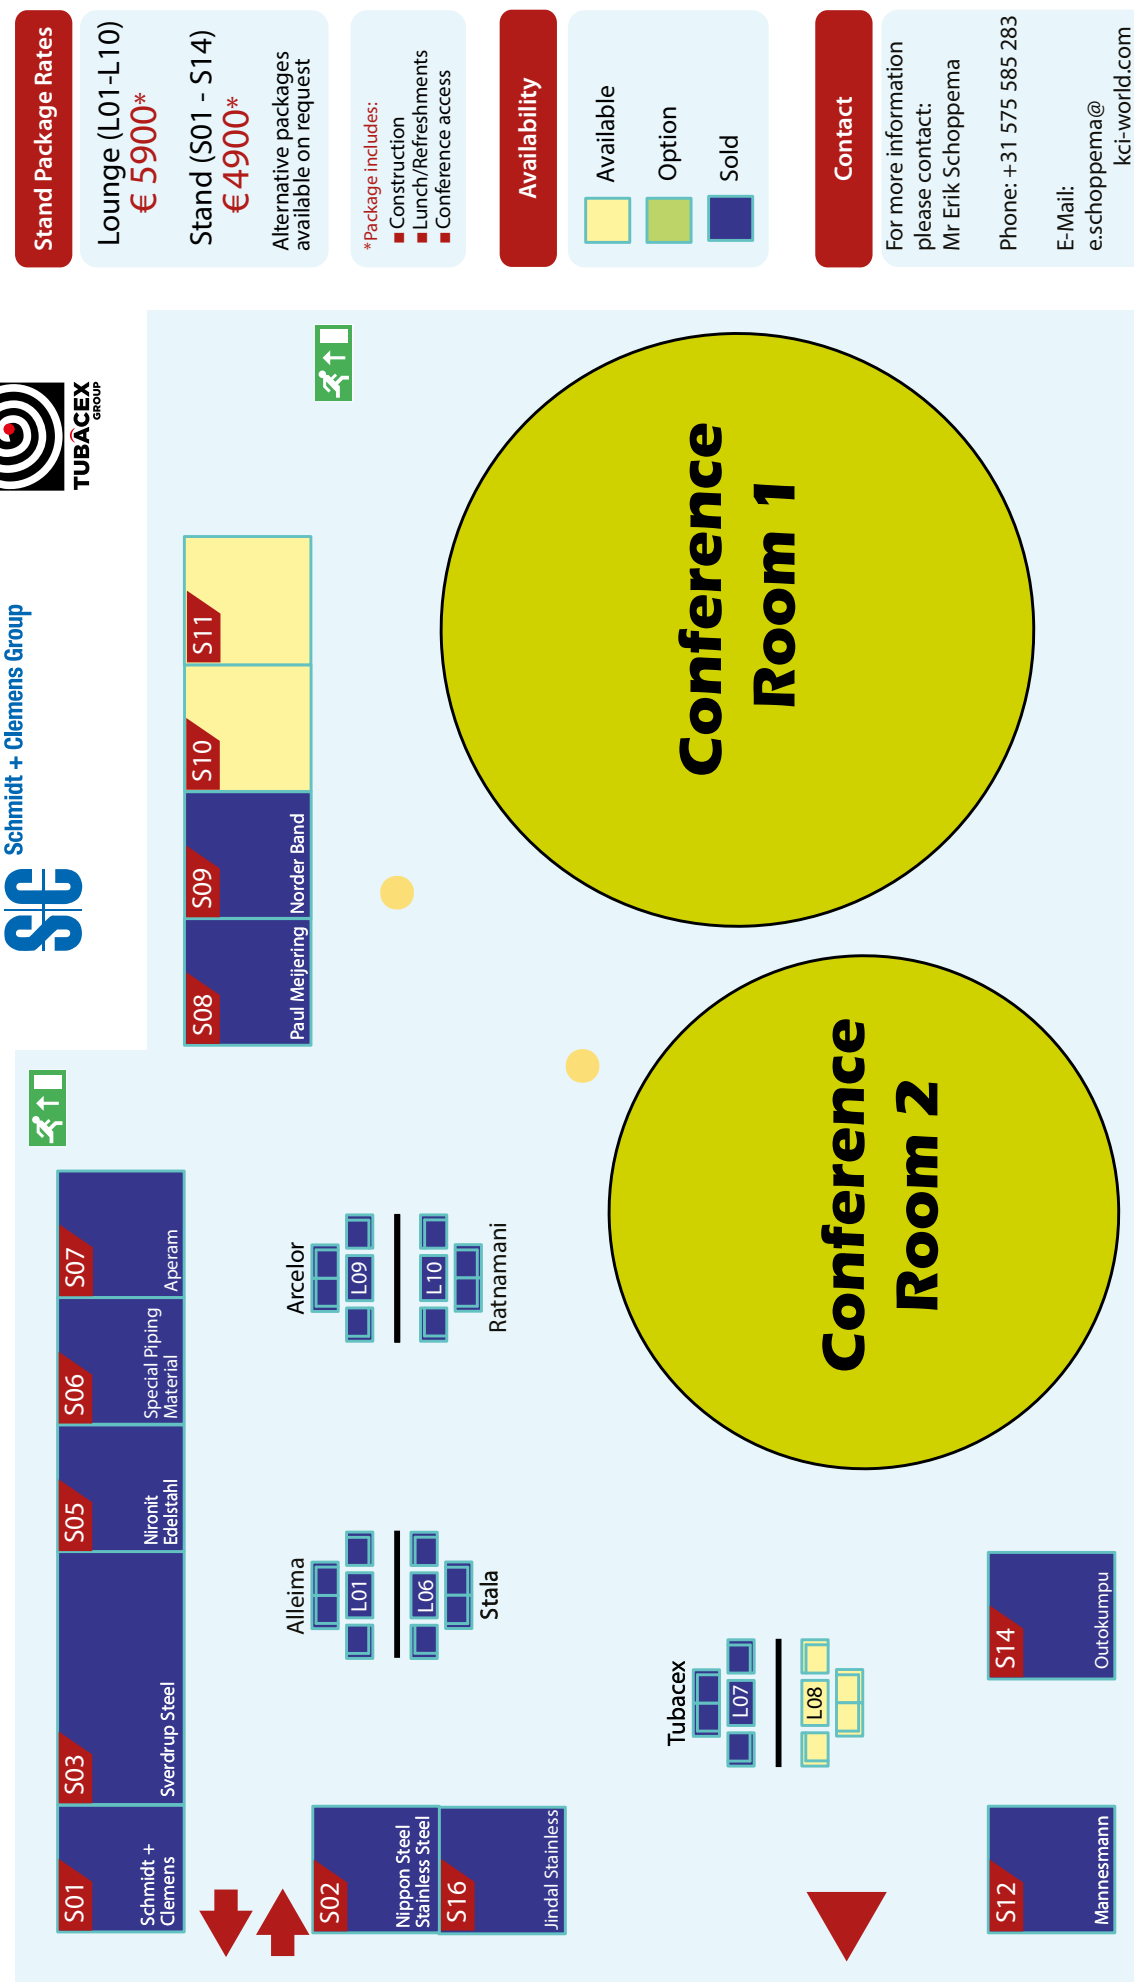 Stand Package Rates
Lounge (L01-L10)
€ 5900*
Stand (S01 - S14)
€ 4900*
Alternative packages
available on request
*Package includes:
Construction
Lunch/Refreshments
Conference access
Availability
Available
Option
Sold
Contact
For more information
please contact:
Mr Erik Schoppema
Phone: +31 575 585 283
E-Mail:
e.schoppema@
kci-world.com
SC
Schmidt + Clemens Group
TUBACEX
GROUP
S01
Schmidt +
Clemens
S03
Sverdrup Steel
S05
Nironit
Edelstahl
S06
Special Piping
Material
S07
Aperam
S08
Paul Meijering
S09
Norder Band
S10
S11
S02
Nippon Steel
Stainless Steel
S16
Jindal Stainless
Alleima
L01
L06
Stala
Arcelor
L09
L10
Ratnamani
Tubacex
L07
L08
Conference
Room 2
Conference
Room 1
S12
Mannesmann
S14
Outokumpu